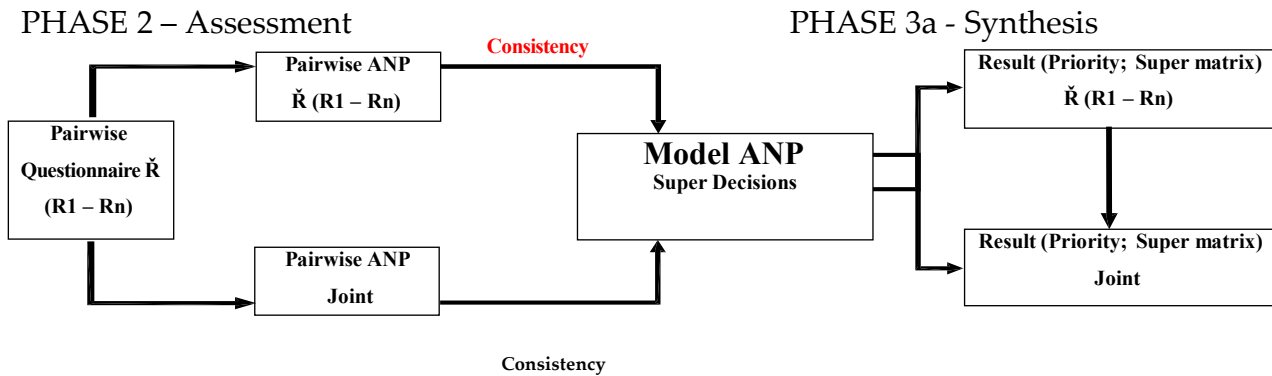 PHASE 2 – Assessment
PHASE 3a - Synthesis
Consistency
Pairwise ANP
Ř (R1 – Rn)
Result (Priority; Super matrix)
Ř (R1 – Rn)
Pairwise
Questionnaire Ř
(R1 – Rn)
Model ANP
Super Decisions
Pairwise ANP
Joint
Result (Priority; Super matrix)
Joint
Consistency